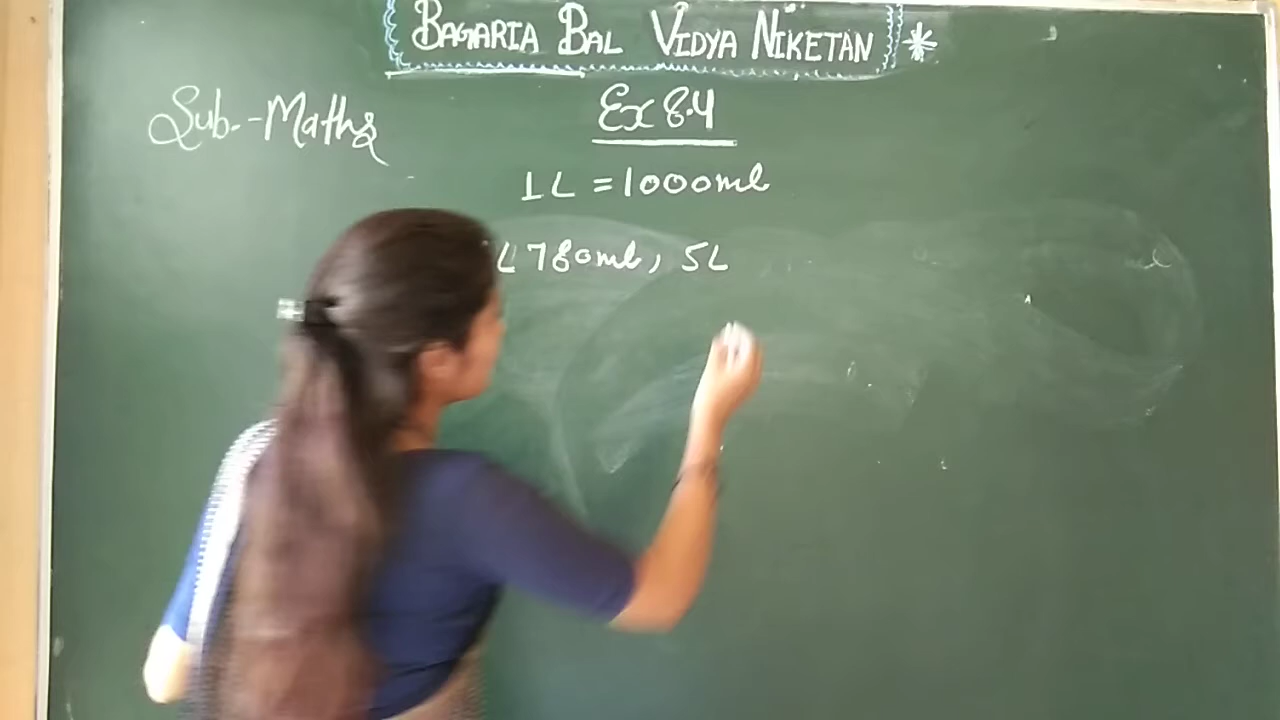 BAGARIA BAL VIDYA NIKETAN *
Sub.-Maths
Ex 8.4
1L = 1000ml
L 780ml, 5L